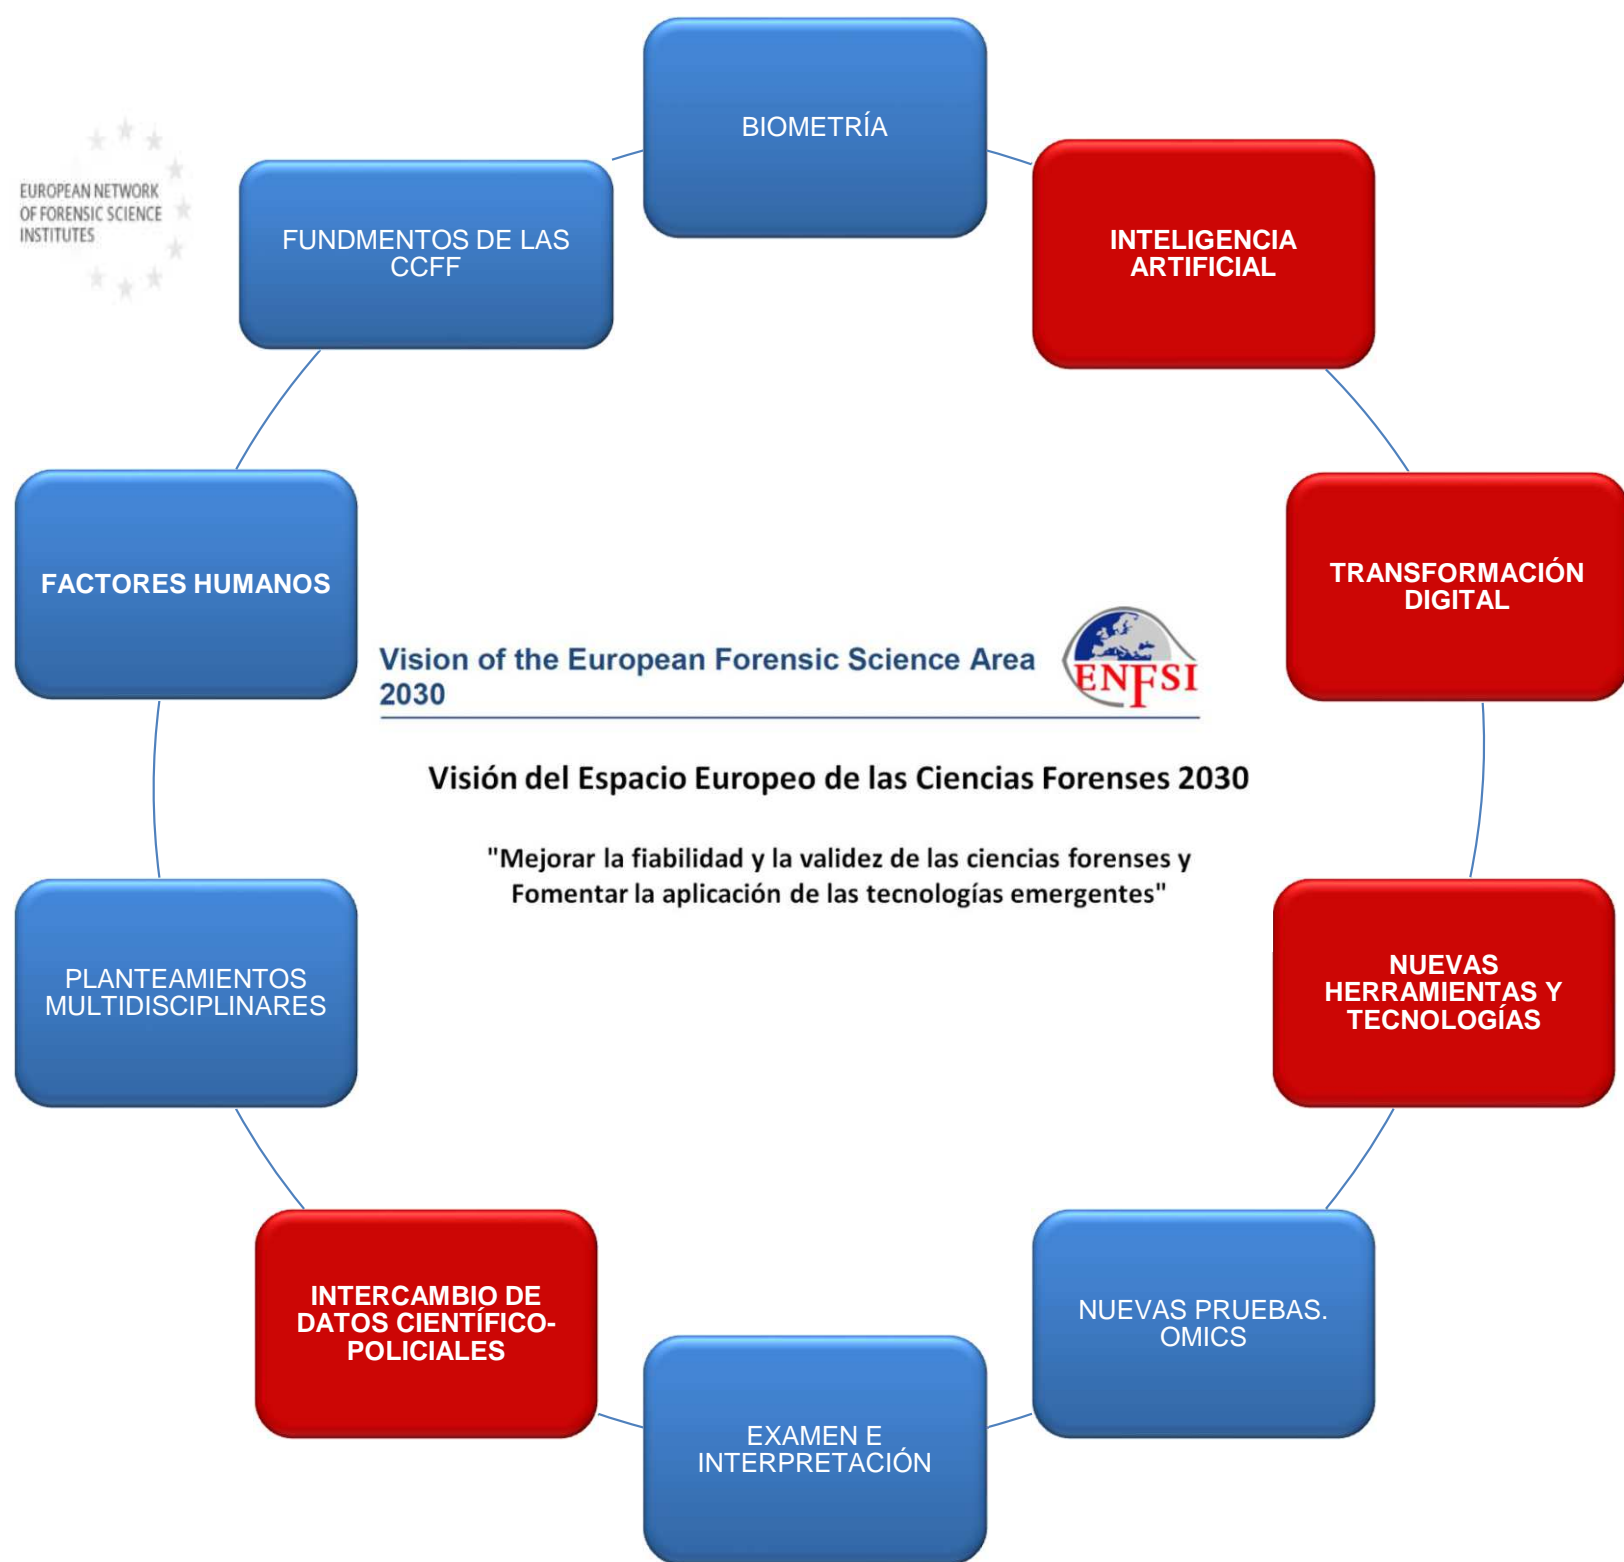 BIOMETRÍA
EUROPEAN NETWORK
OF FORENSIC SCIENCE
INSTITUTES
FUNDMENTOS DE LAS
CCFF
INTELIGENCIA
ARTIFICIAL
FACTORES HUMANOS
TRANSFORMACIÓN
DIGITAL
Vision of the European Forensic Science Area
2030
ENFSI
Visión del Espacio Europeo de las Ciencias Forenses 2030
"Mejorar la fiabilidad y la validez de las ciencias forenses y
Fomentar la aplicación de las tecnologías emergentes"
PLANTEAMIENTOS
MULTIDISCIPLINARES
NUEVAS
HERRAMIENTAS Y
TECNOLOGÍAS
INTERCAMBIO DE
DATOS CIENTÍFICO-
POLICIALES
NUEVAS PRUEBAS.
OMICS
EXAMEN E
INTERPRETACIÓN